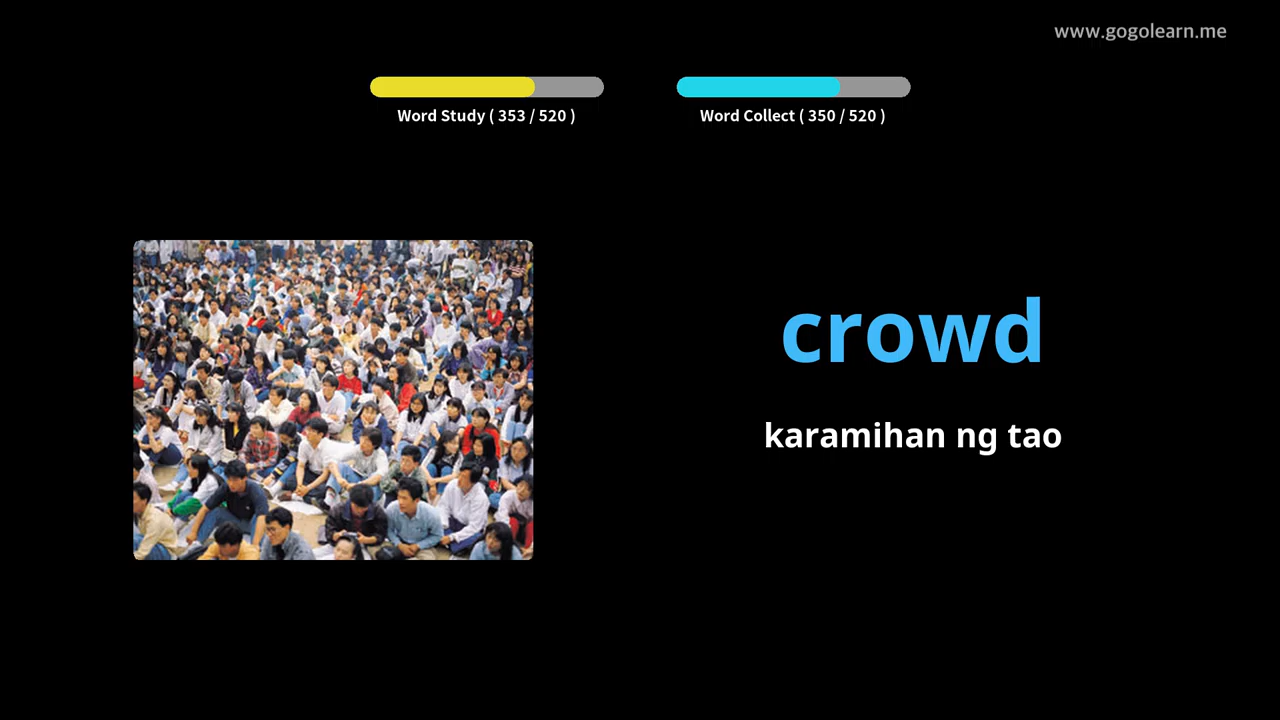 www.gogolearn.me
Word Study ( 353 / 520 )
Word Collect ( 350 / 520 )
crowd
karamihan ng tao